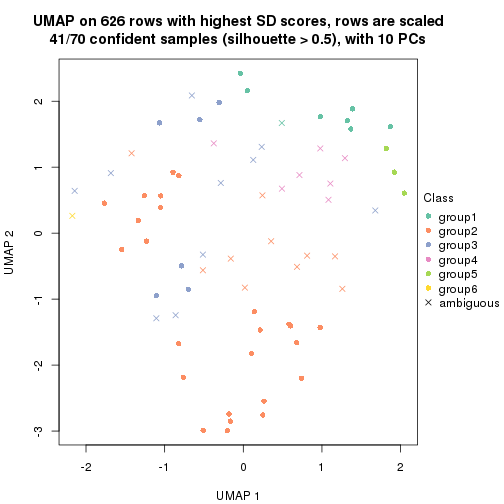 UMAP on 626 rows with highest SD scores, rows are scaled
41/70 confident samples (silhouette > 0.5), with 10 PCs
2
1
0
-1
-2
-3
UMAP 2
-2
-1
0
1
2
UMAP 1
Class
group1
group2
group3
group4
group5
group6
ambiguous